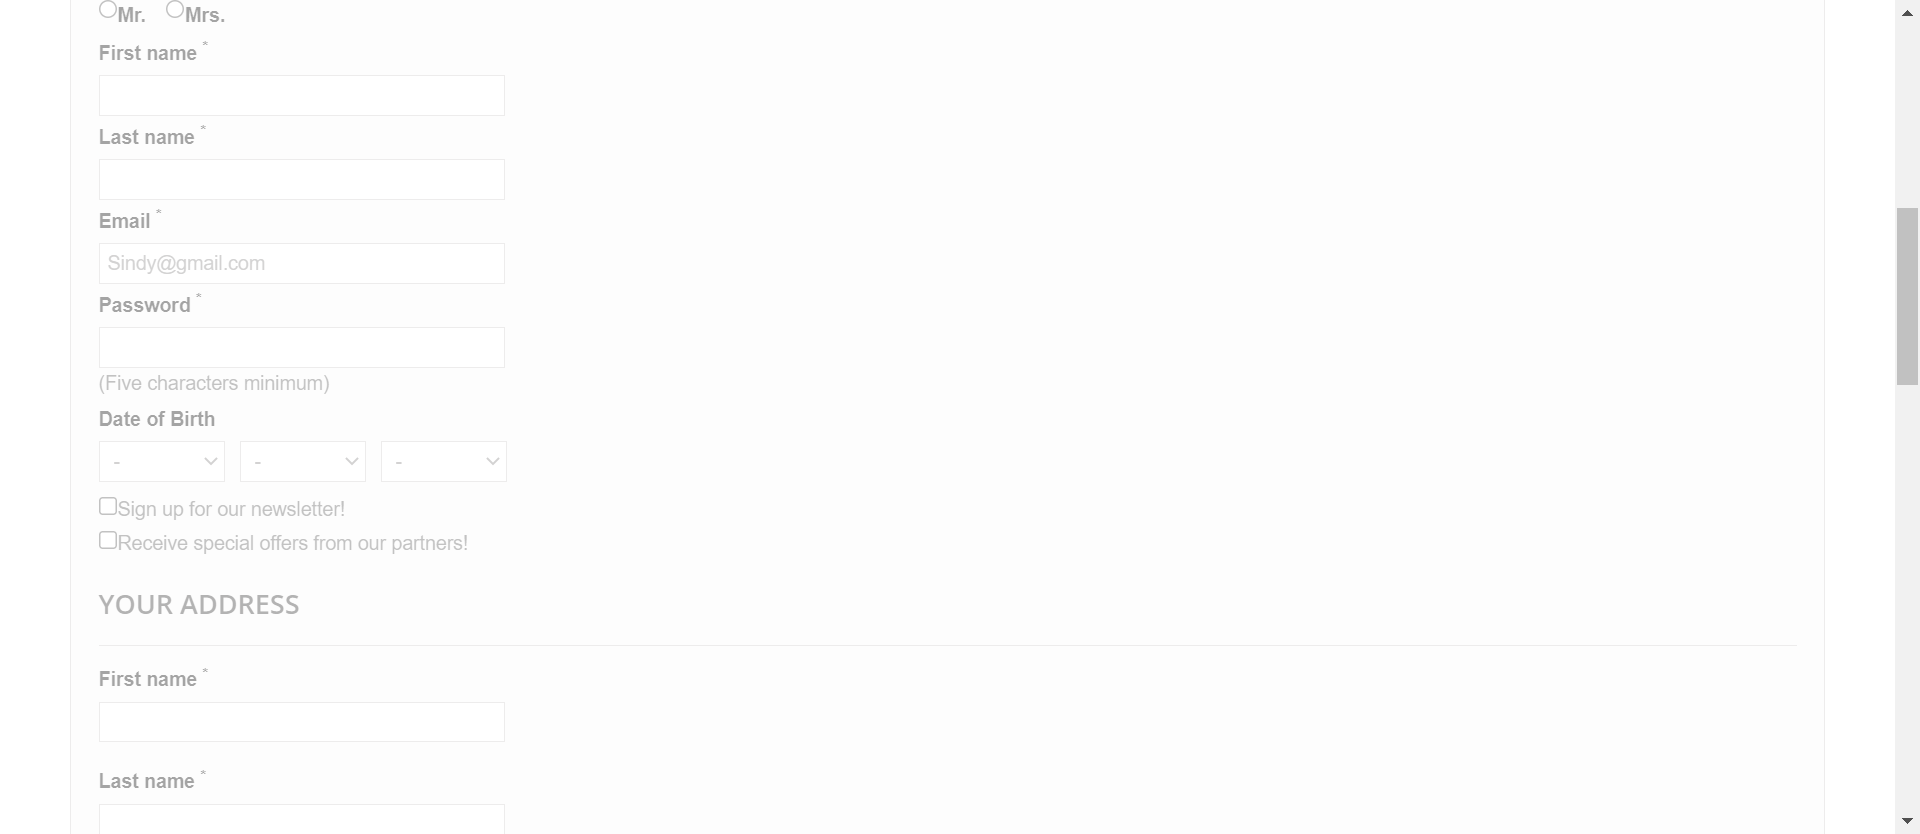 Mr. Mrs.
First name *
Last name *
Email *
Sindy@gmail.com
Password *
(Five characters minimum)
Date of Birth
- - -
Sign up for our newsletter!
Receive special offers from our partners!
YOUR ADDRESS
First name *
Last name *